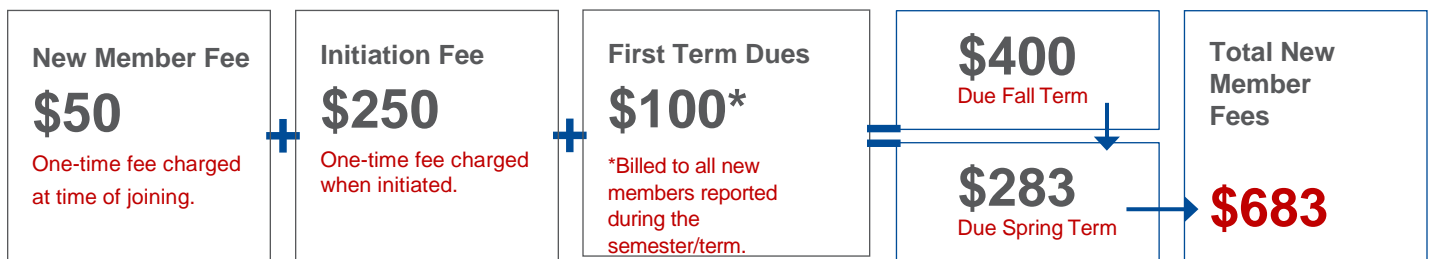 New Member Fee
$50
One-time fee charged
at time of joining.
+
Initiation Fee
$250
One-time fee charged
when initiated.
+
First Term Dues
$100*
*Billed to all new
members reported
during the
semester/term.
=
$400
Due Fall Term
$283
Due Spring Term
Total New
Member
Fees
$683